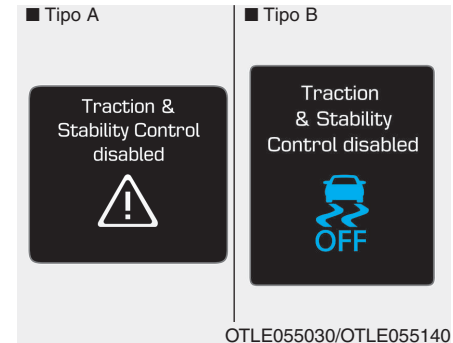 ■ Tipo A
Traction &
Stability Control
disabled
■ Tipo B
Traction
& Stability
Control disabled
OFF
OTLE055030/OTLE055140